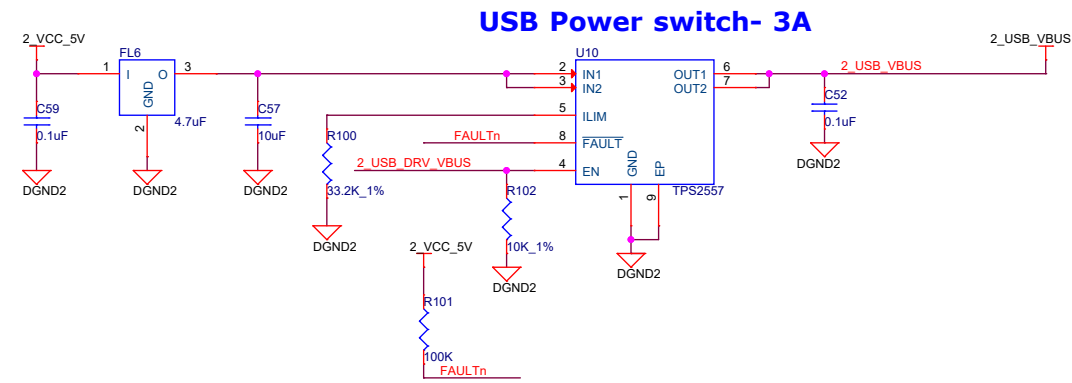 USB Power switch- 3A
2_VCC_5V
2_USB_VBUS
FL6
U10
1
I
O
3
2
IN1
OUT1
6
2_USB_VBUS
3
IN2
OUT2
7
GND
C59
C57
C52
0.1uF
2
4.7uF
10uF
0.1uF
5
ILIM
R100
FAULTn
8
FAULT
2_USB_DRV_VBUS
4
EN
GND
EP
DGND2
DGND2
DGND2
DGND2
33.2K_1%
R102
1
9
TPS2557
DGND2
2_VCC_5V
10K_1%
DGND2
DGND2
R101
100K
FAULTn